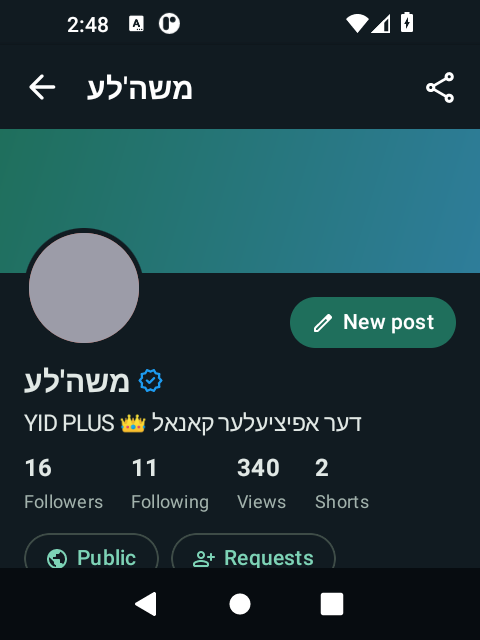 2:48
משה'לע
New post
משה'לע
דער אפיציעלער קאנאל 👑 YID PLUS
16 11 340 2
Followers Following Views Shorts
Public Requests